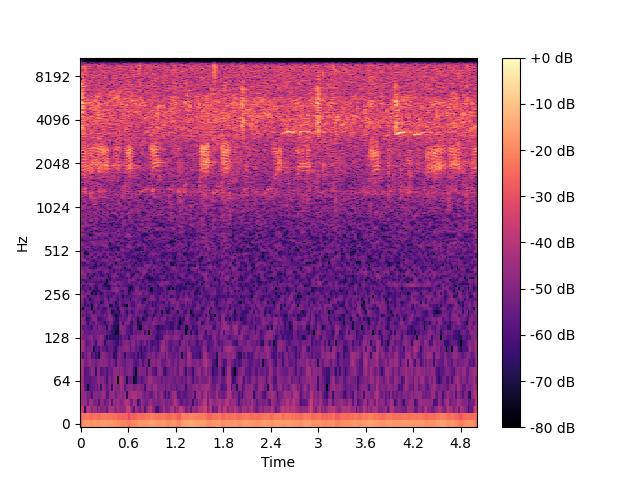 8192
4096
2048
1024
512
256
128
64
0
Hz
0 0.6 1.2 1.8 2.4 3 3.6 4.2 4.8
Time
+0 dB
-10 dB
-20 dB
-30 dB
-40 dB
-50 dB
-60 dB
-70 dB
-80 dB